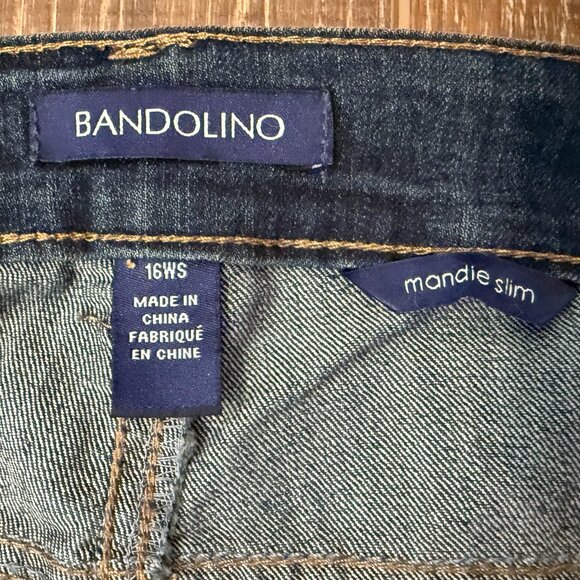 BANDOLINO
16WS
MADE IN
CHINA
FABRIQUÉ
EN CHINE
mandie slim